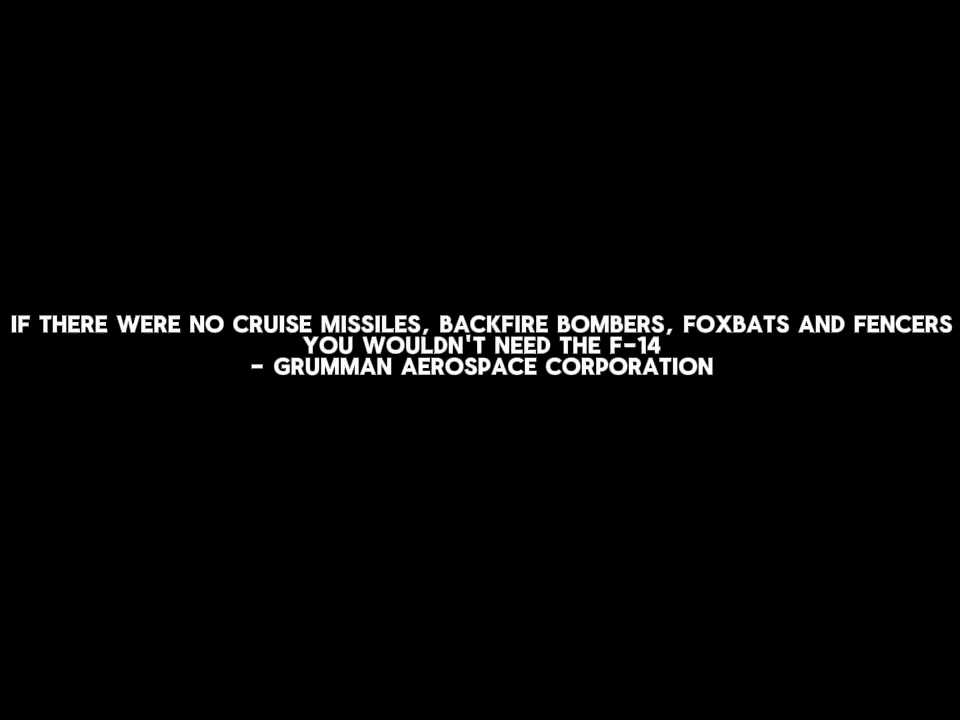 IF THERE WERE NO CRUISE MISSILES, BACKFIRE BOMBERS, FOXBATS AND FENCERS
YOU WOULDN'T NEED THE F-14
- GRUMMAN AEROSPACE CORPORATION